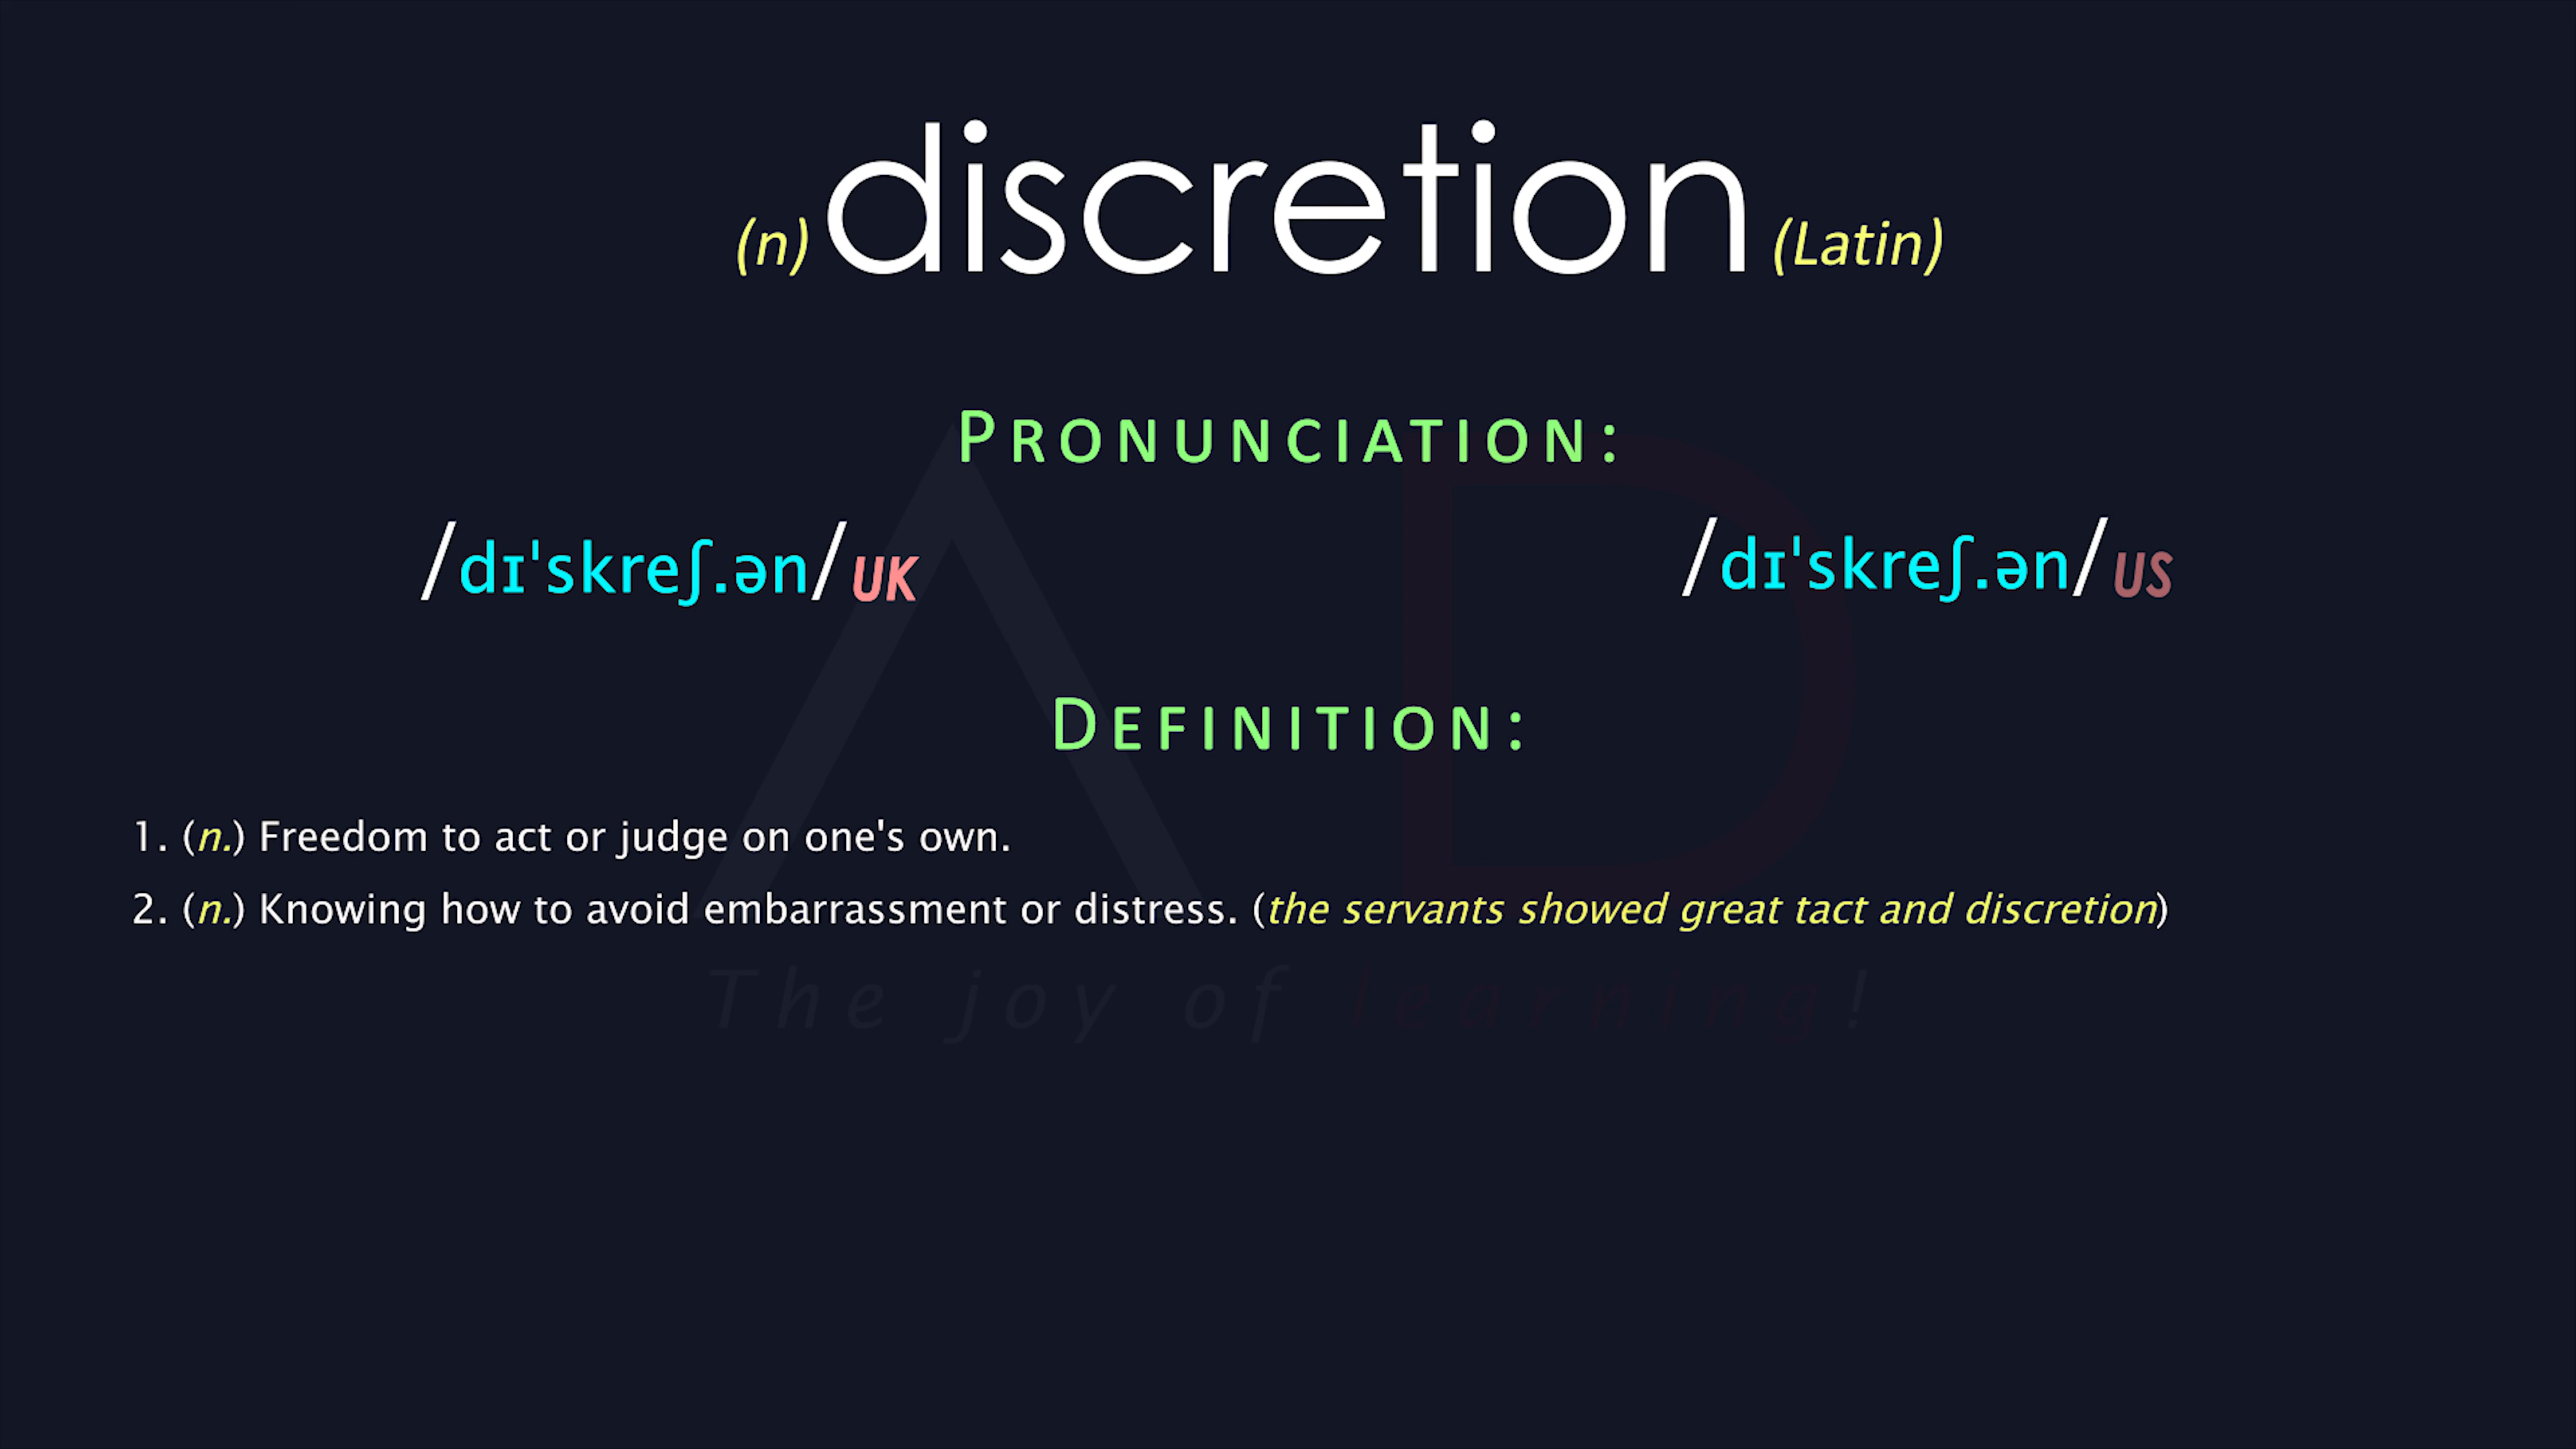 (n) discretion (Latin)
PRONUNCIATION:
/dɪˈskreʃ.ən/ UK /dɪˈskreʃ.ən/ US
DEFINITION:
1. (n.) Freedom to act or judge on one's own.
2. (n.) Knowing how to avoid embarrassment or distress. (the servants showed great tact and discretion)
The joy of learning!